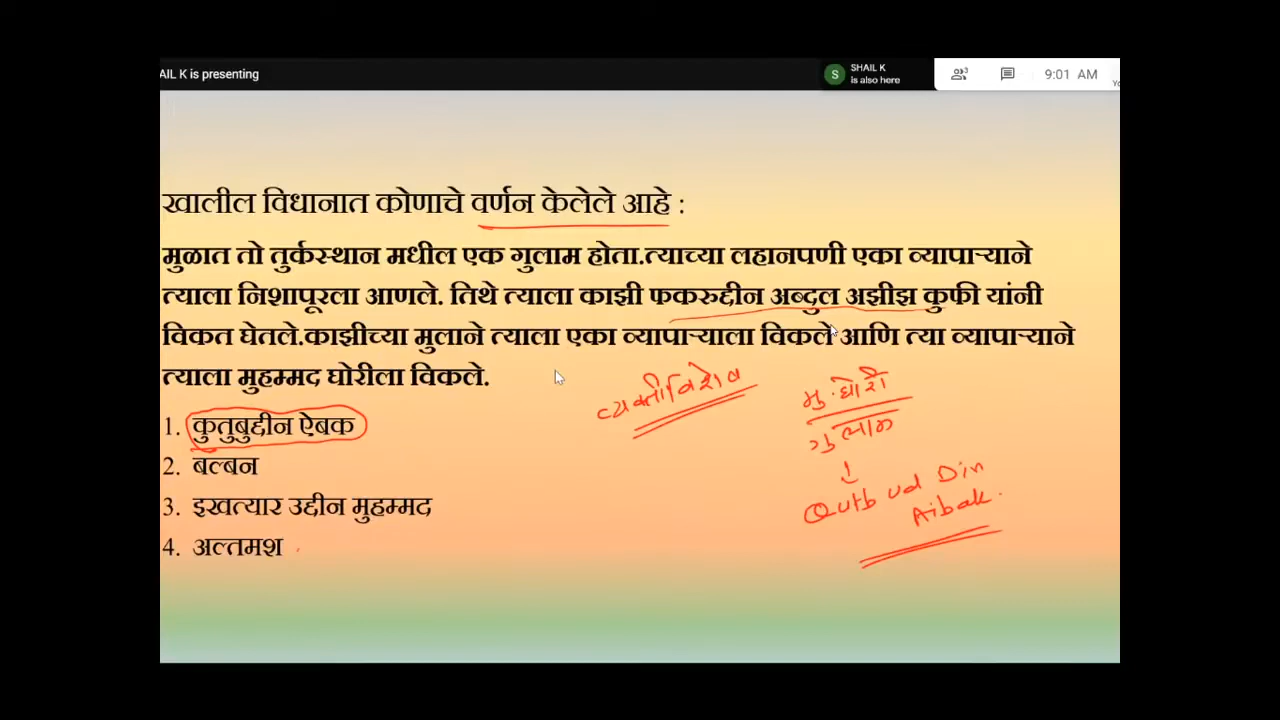 AIL K is presenting
SHAIL K
is also here
S
3
9:01 AM
खालील विधानात कोणाचे वर्णन केलेले आहे :
मुळात तो तुर्कस्थान मधील एक गुलाम होता.त्याच्या लहानपणी एका व्यापाऱ्याने
त्याला निशापूरला आणले. तिथे त्याला काझी फकरुद्दीन अब्दुल अझीझ कुफी यांनी
विकत घेतले.काझीच्या मुलाने त्याला एका व्यापाऱ्याला विकले आणि त्या व्यापाऱ्याने
त्याला मुहम्मद घोरीला विकले.
व्यक्तीविशेष
मु. घोरी
1. कुतुबुद्दीन ऐबक
गुलाम
2. बल्बन
Qutb ud Din
3. इखत्यार उद्दीन मुहम्मद
Aibak.
4. अल्तमश